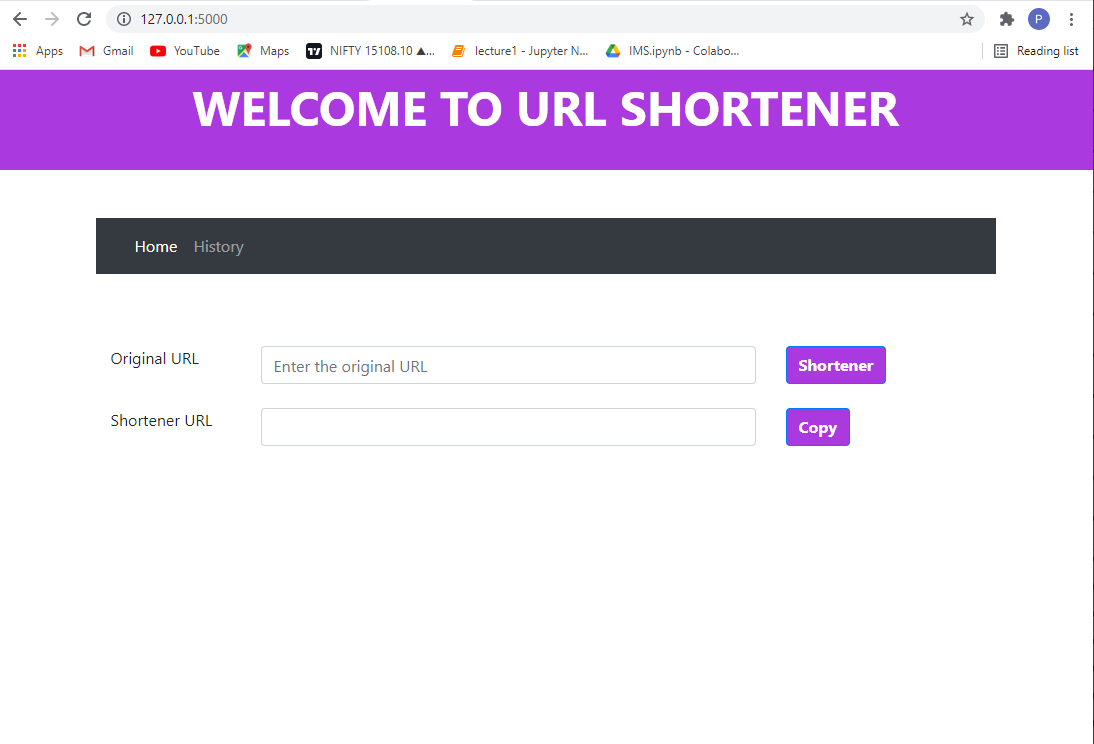 127.0.0.1:5000
P
Apps Gmail YouTube Maps NIFTY 15108.10 ▲... lecture1 - Jupyter N... IMS.ipynb - Colabo... Reading list
WELCOME TO URL SHORTENER
Home History
Original URL Enter the original URL Shortener
Shortener URL Copy